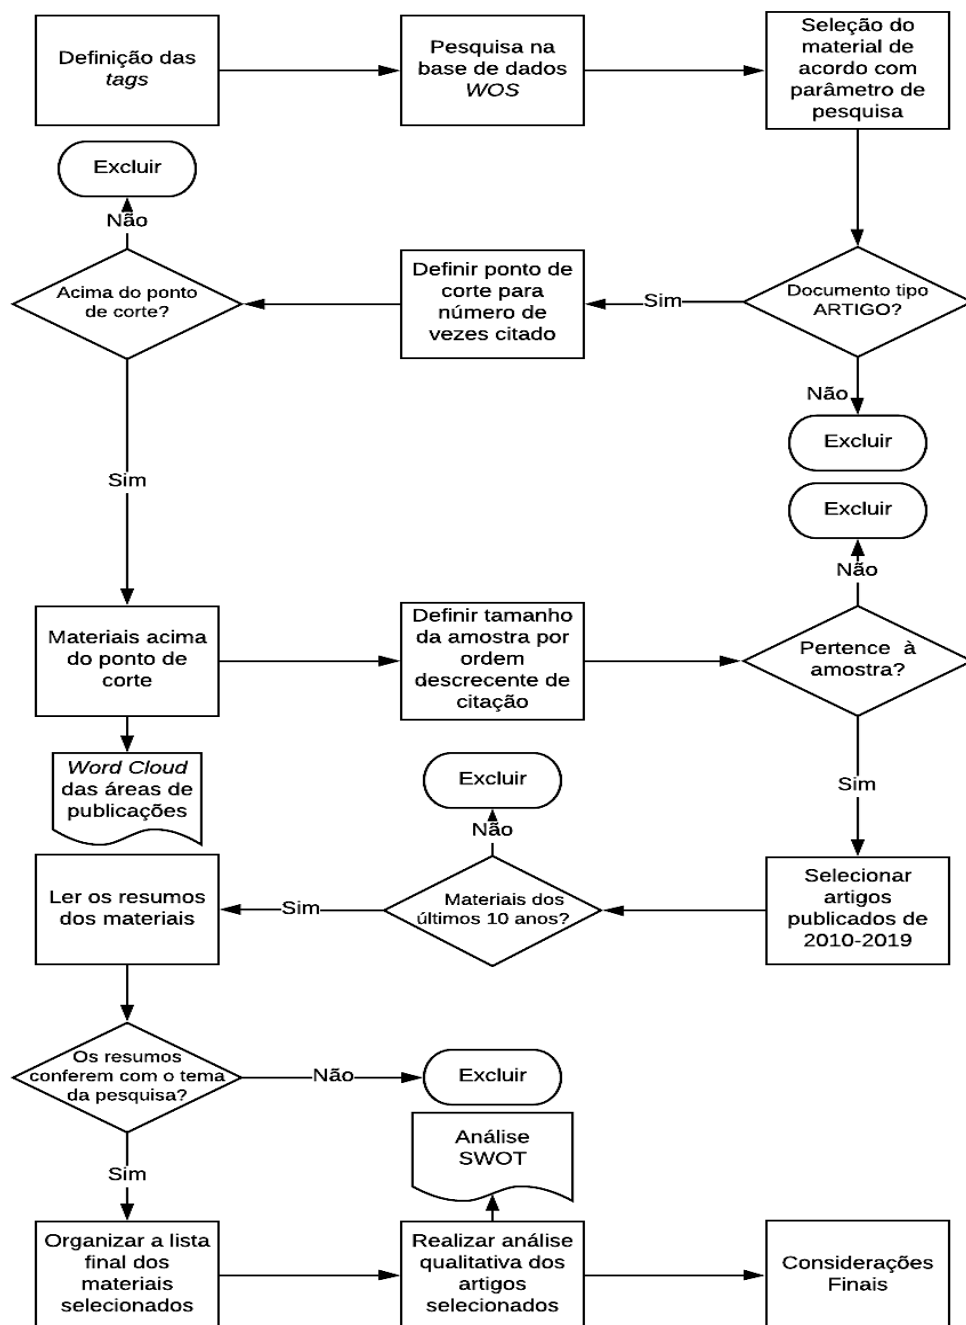 Definição das
tags
Pesquisa na
base de dados
WOS
Seleção do
material de
acordo com
parâmetro de
pesquisa
Excluir
Não
Acima do ponto
de corte?
Definir ponto de
corte para
número de
vezes citado
Sim
Documento tipo
ARTIGO?
Não
Excluir
Sim
Excluir
Não
Materiais acima
do ponto de
corte
Definir tamanho
da amostra por
ordem
descrecente de
citação
Pertence à
amostra?
Word Cloud
das áreas de
publicações
Excluir
Não
Sim
Ler os resumos
dos materiais
Sim
Materiais dos
últimos 10 anos?
Selecionar
artigos
publicados de
2010-2019
Os resumos
conferem com o tema
da pesquisa?
Não
Excluir
Análise
SWOT
Sim
Organizar a lista
final dos
materiais
selecionados
Realizar análise
qualitativa dos
artigos
selecionados
Considerações
Finais